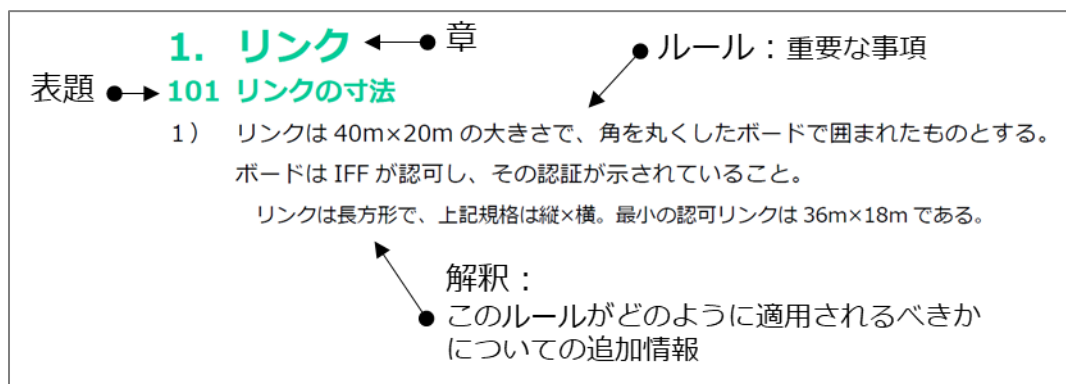 1. リンク
章
ルール：重要な事項
表題
101 リンクの寸法
1） リンクは 40m×20m の大きさで、角を丸くしたボードで囲まれたものとする。
ボードは IFF が認可し、その認証が示されていること。
リンクは長方形で、上記規格は縦×横。最小の認可リンクは 36m×18m である。
解釈：
このルールがどのように適用されるべきか
についての追加情報